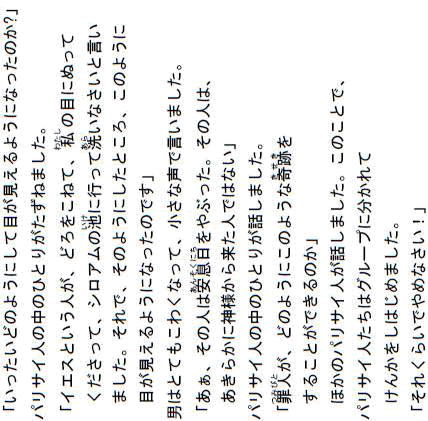 「いったいどのようにして目が見えるようになったのか?」
パリサイ人の中のひとりがたずねました。
「イエスという人が、どろをこねて、私の目にぬって
くださって、シロアムの池に行って洗いなさいと言い
ました。それで、そのようにしたところ、このように
目が見えるようになったのです」
男はとてもこわくなって、小さな声で言いました。
「あぁ、その人は安息日をやぶった。その人は、
あきらかに神様から来た人ではない」
パリサイ人の中のひとりが話しました。
「罪人が、どのようにこのような奇跡を
することができるのか」
ほかのパリサイ人が話しました。このことで、
パリサイ人たちはグループに分かれて
けんかをしはじめました。
「それくらいでやめなさい!」